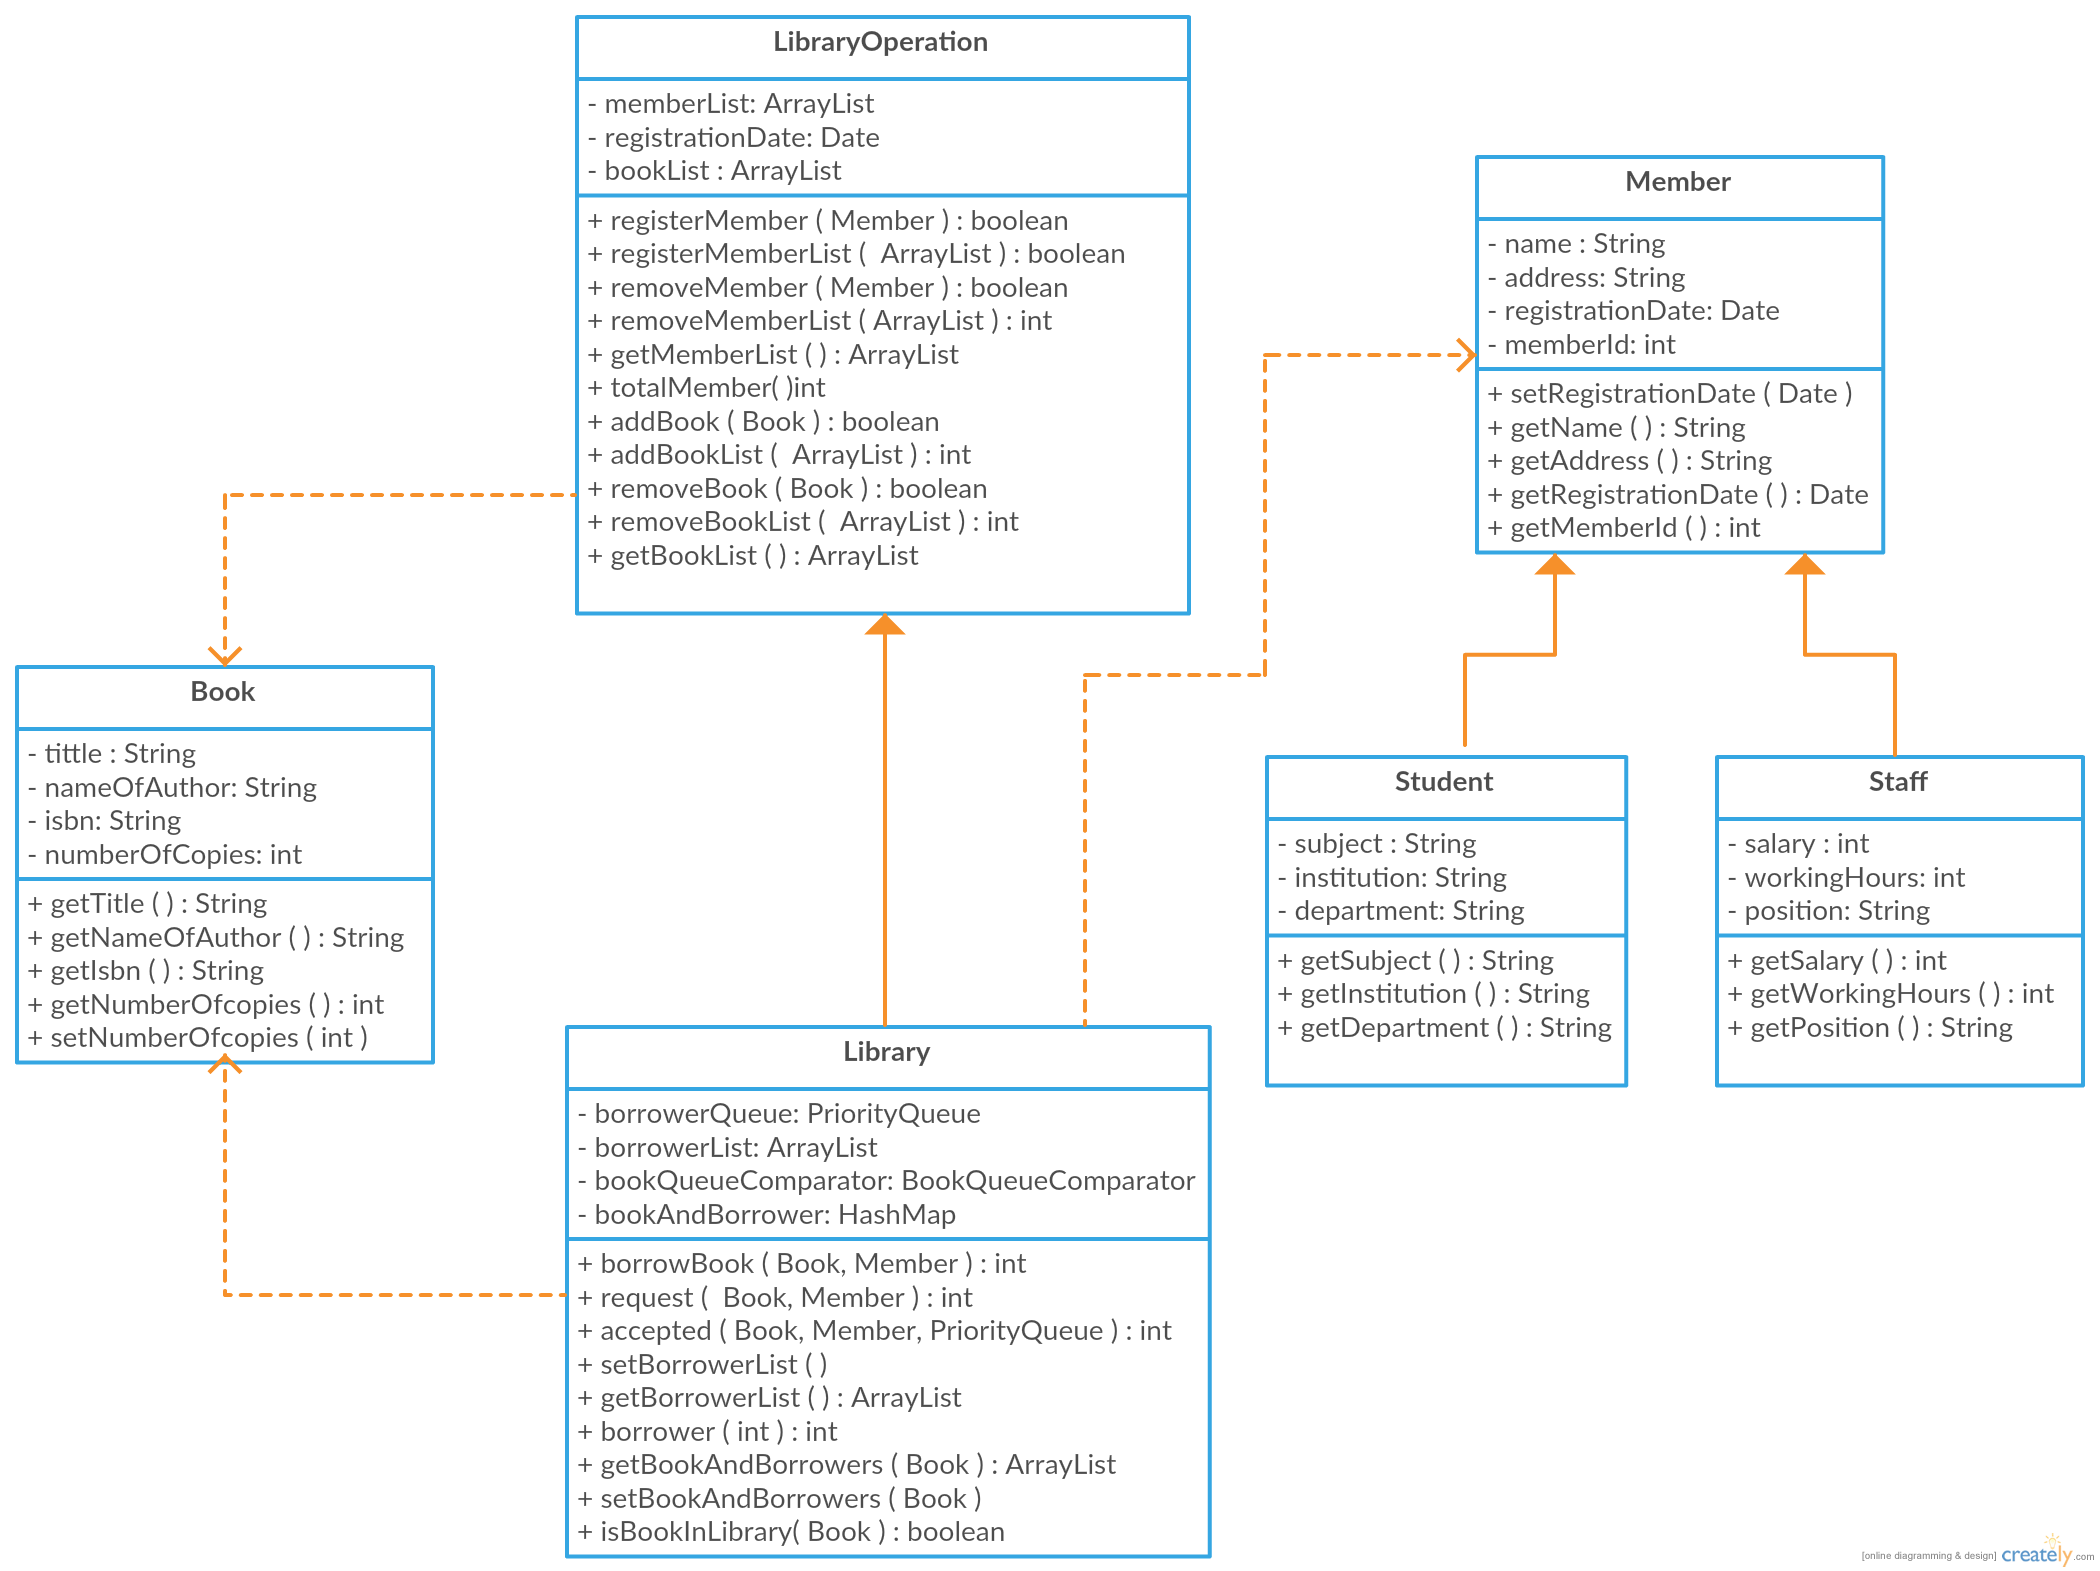 LibraryOperation
- memberList: ArrayList
- registrationDate: Date
- bookList : ArrayList
+ registerMember ( Member ) : boolean
+ registerMemberList (  ArrayList ) : boolean
+ removeMember ( Member ) : boolean
+ removeMemberList ( ArrayList ) : int
+ getMemberList ( ) : ArrayList
+ totalMember( )int
+ addBook ( Book ) : boolean
+ addBookList (  ArrayList ) : int
+ removeBook ( Book ) : boolean
+ removeBookList (  ArrayList ) : int
+ getBookList ( ) : ArrayList
Member
- name : String
- address: String
- registrationDate: Date
- memberId: int
+ setRegistrationDate ( Date )
+ getName ( ) : String
+ getAddress ( ) : String
+ getRegistrationDate ( ) : Date
+ getMemberId ( ) : int
Book
- tittle : String
- nameOfAuthor: String
- isbn: String
- numberOfCopies: int
+ getTitle ( ) : String
+ getNameOfAuthor ( ) : String
+ getIsbn ( ) : String
+ getNumberOfcopies ( ) : int
+ setNumberOfcopies ( int )
Student
- subject : String
- institution: String
- department: String
+ getSubject ( ) : String
+ getInstitution ( ) : String
+ getDepartment ( ) : String
Staff
- salary : int
- workingHours: int
- position: String
+ getSalary ( ) : int
+ getWorkingHours ( ) : int
+ getPosition ( ) : String
Library
- borrowerQueue: PriorityQueue
- borrowerList: ArrayList
- bookQueueComparator: BookQueueComparator
- bookAndBorrower: HashMap
+ borrowBook ( Book, Member ) : int
+ request (  Book, Member ) : int
+ accepted ( Book, Member, PriorityQueue ) : int
+ setBorrowerList ( )
+ getBorrowerList ( ) : ArrayList
+ borrower ( int ) : int
+ getBookAndBorrowers ( Book ) : ArrayList
+ setBookAndBorrowers ( Book )
+ isBookInLibrary( Book ) : boolean
[online diagramming & design] creately.com